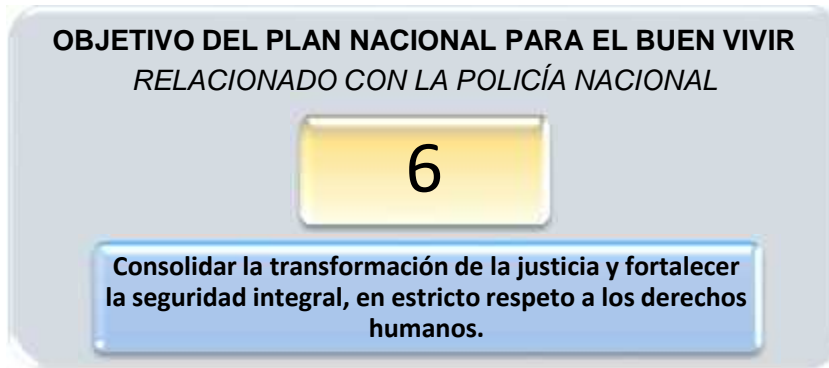 OBJETIVO DEL PLAN NACIONAL PARA EL BUEN VIVIR
RELACIONADO CON LA POLICÍA NACIONAL
6
Consolidar la transformación de la justicia y fortalecer
la seguridad integral, en estricto respeto a los derechos
humanos.